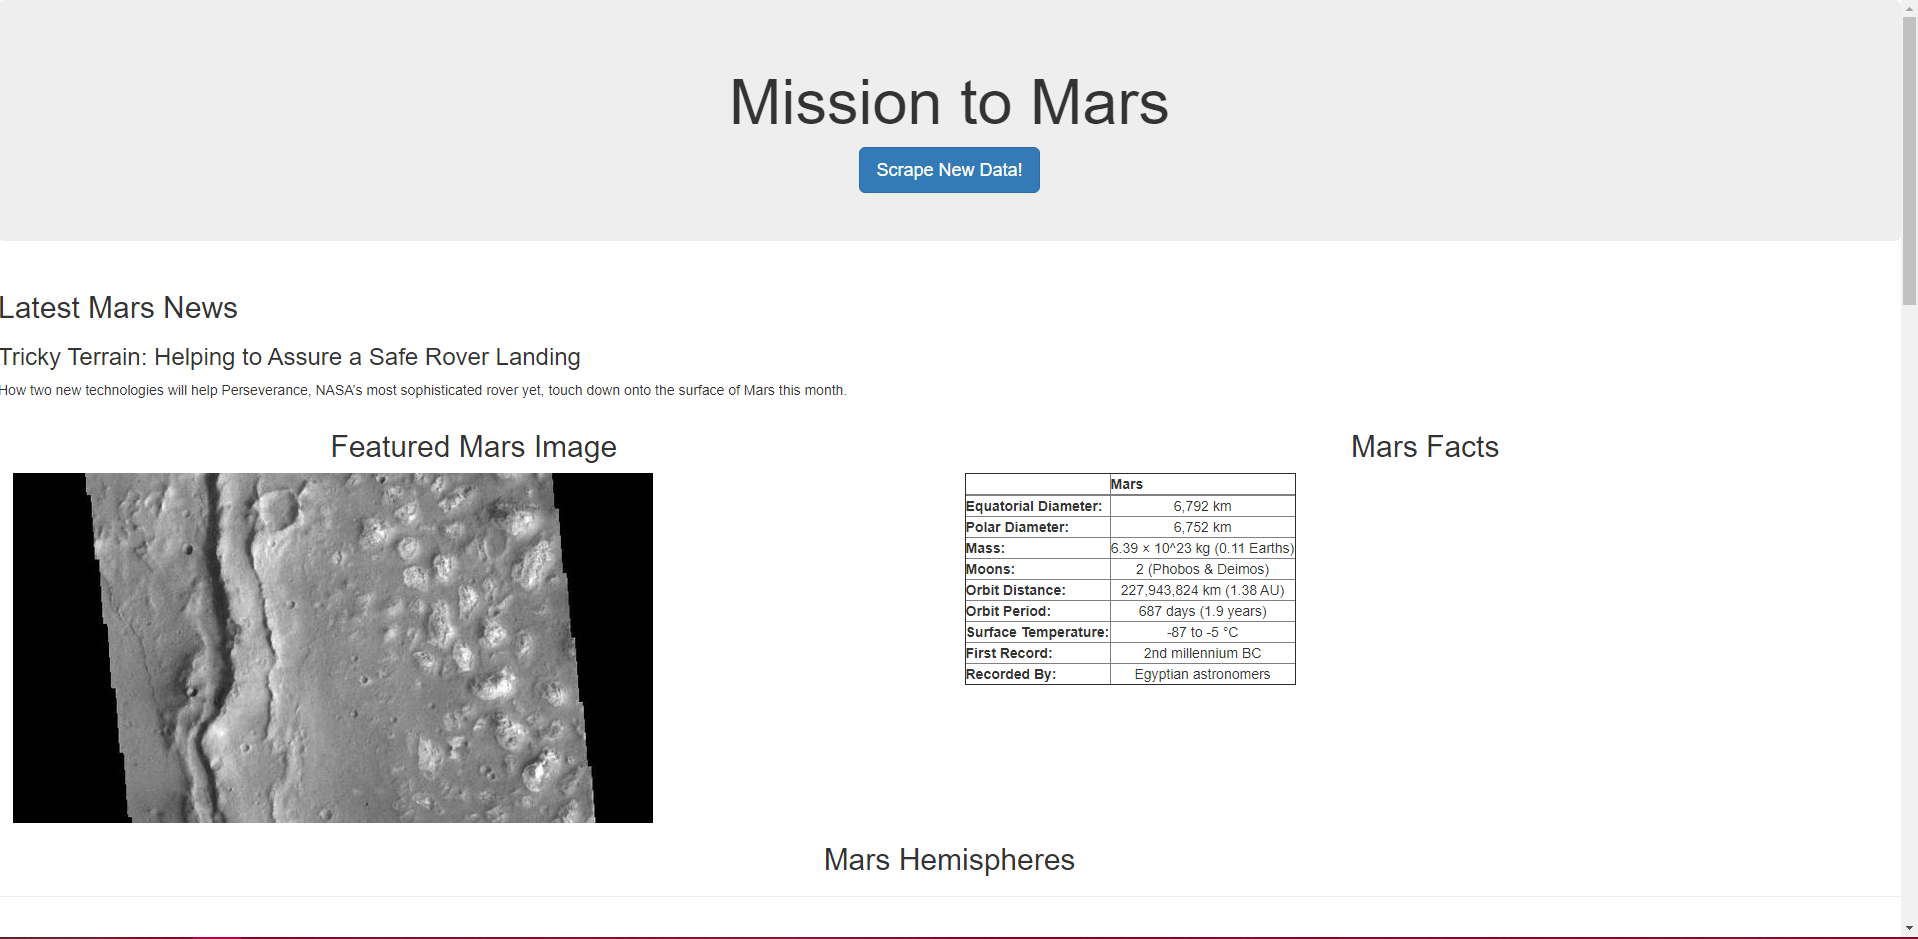 Mission to Mars
Scrape New Data!
Latest Mars News
Tricky Terrain: Helping to Assure a Safe Rover Landing
How two new technologies will help Perseverance, NASA’s most sophisticated rover yet, touch down onto the surface of Mars this month.
Featured Mars Image
Mars Facts
Mars
Equatorial Diameter: 6,792 km
Polar Diameter: 6,752 km
Mass: 6.39 × 10^23 kg (0.11 Earths)
Moons: 2 (Phobos & Deimos)
Orbit Distance: 227,943,824 km (1.38 AU)
Orbit Period: 687 days (1.9 years)
Surface Temperature: -87 to -5 °C
First Record: 2nd millennium BC
Recorded By: Egyptian astronomers
Mars Hemispheres